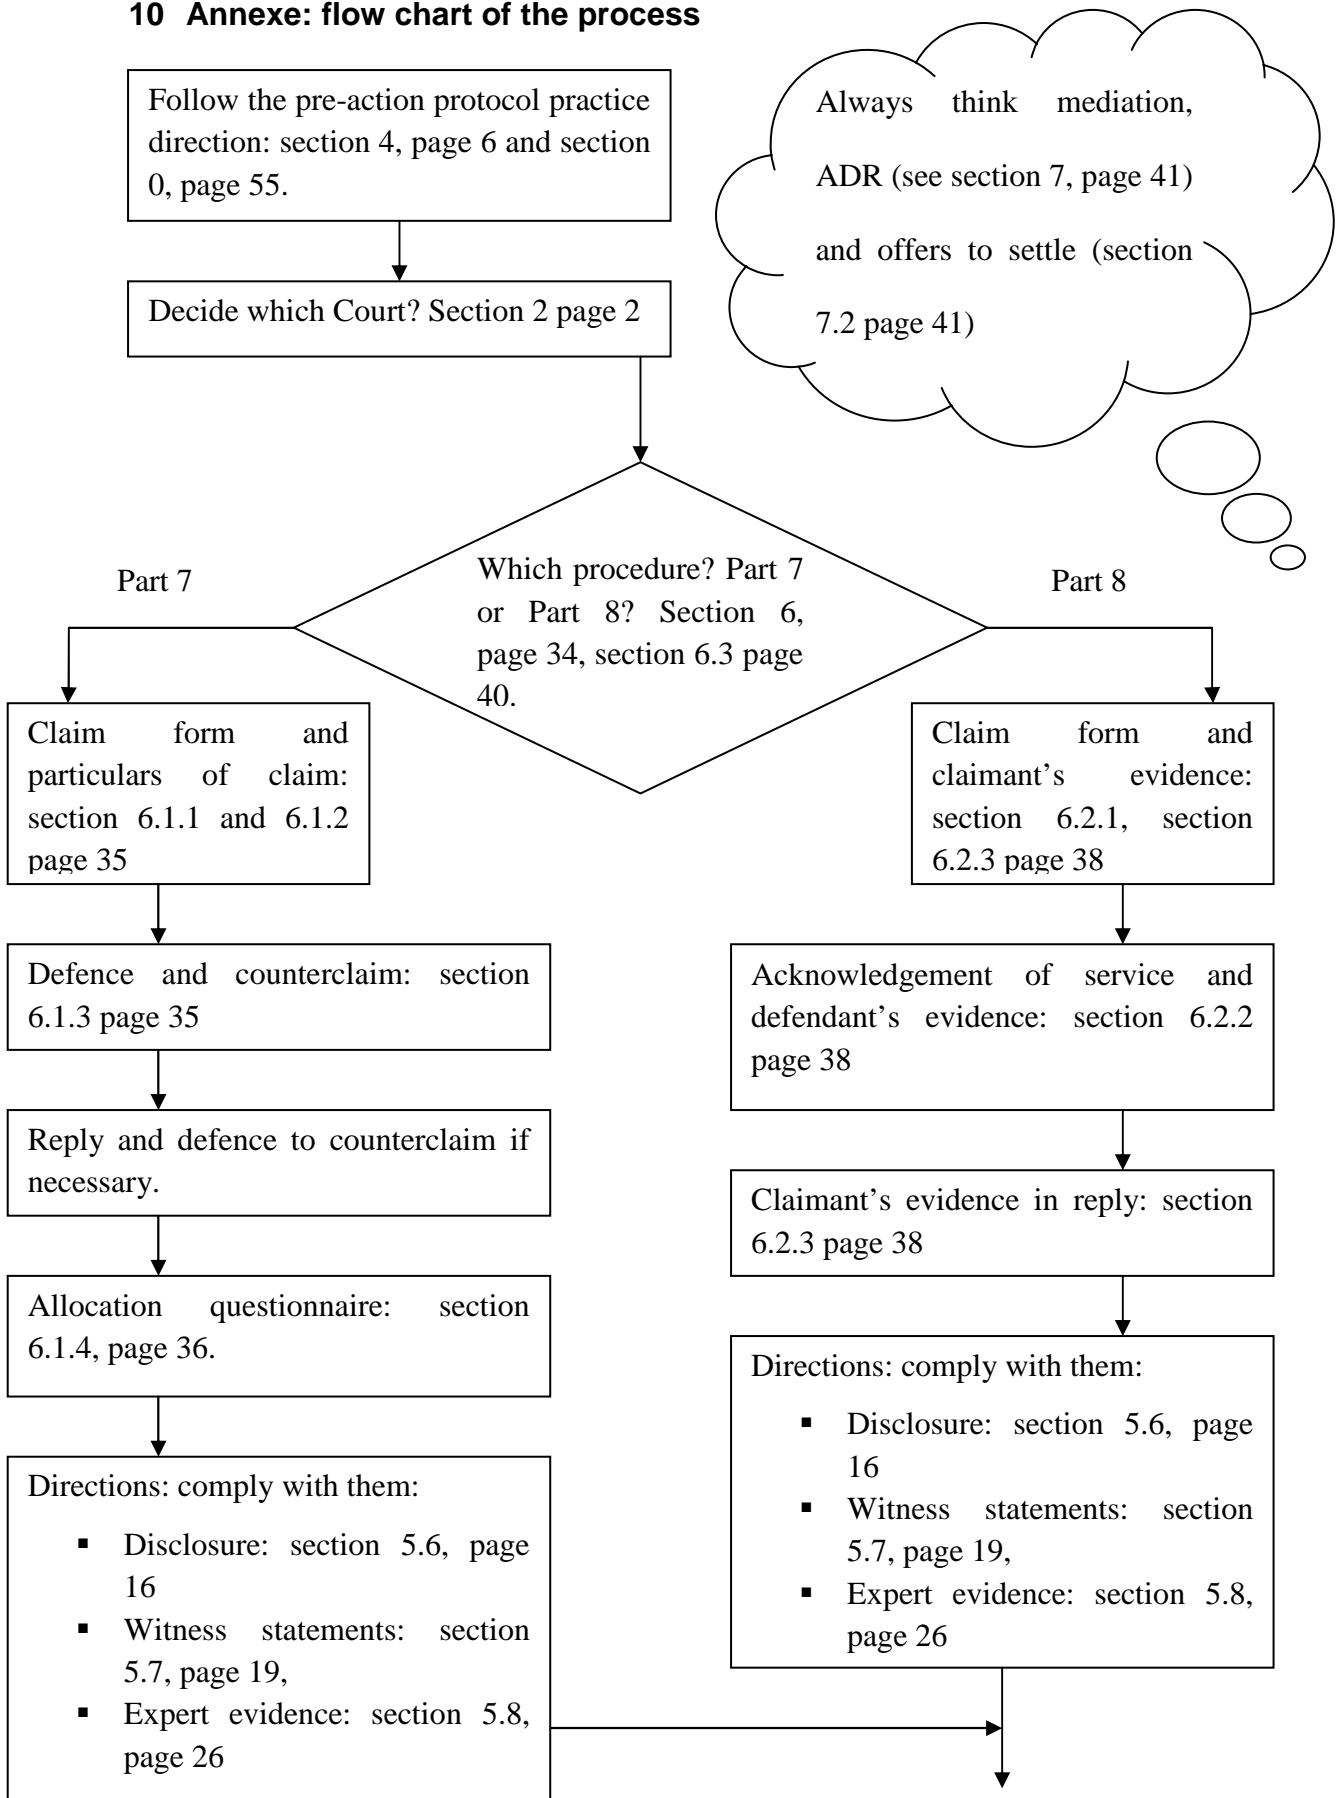 10 Annexe: flow chart of the process
Follow the pre-action protocol practice
direction: section 4, page 6 and section
0, page 55.
Always think mediation,
ADR (see section 7, page 41)
and offers to settle (section
7.2 page 41)
Decide which Court? Section 2 page 2
Which procedure? Part 7
or Part 8? Section 6,
page 34, section 6.3 page
40.
Part 7
Part 8
Claim form and
particulars of claim:
section 6.1.1 and 6.1.2
page 35
Defence and counterclaim: section
6.1.3 page 35
Reply and defence to counterclaim if
necessary.
Allocation questionnaire: section
6.1.4, page 36.
Directions: comply with them:
▪ Disclosure: section 5.6, page
16
▪ Witness statements: section
5.7, page 19,
▪ Expert evidence: section 5.8,
page 26
Claim form and
claimant's evidence:
section 6.2.1, section
6.2.3 page 38
Acknowledgement of service and
defendant's evidence: section 6.2.2
page 38
Claimant's evidence in reply: section
6.2.3 page 38
Directions: comply with them:
▪ Disclosure: section 5.6, page
16
▪ Witness statements: section
5.7, page 19,
▪ Expert evidence: section 5.8,
page 26